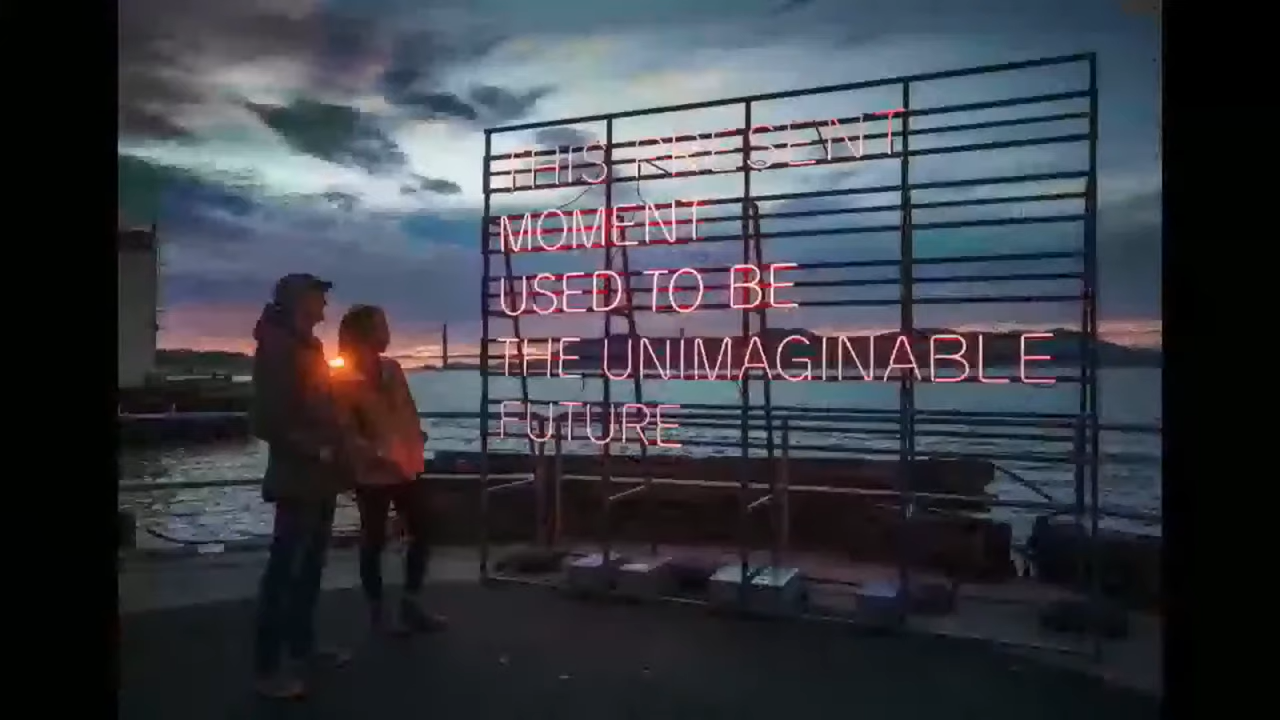 THIS PRESENT
MOMENT
USED TO BE
THE UNIMAGINABLE
FUTURE